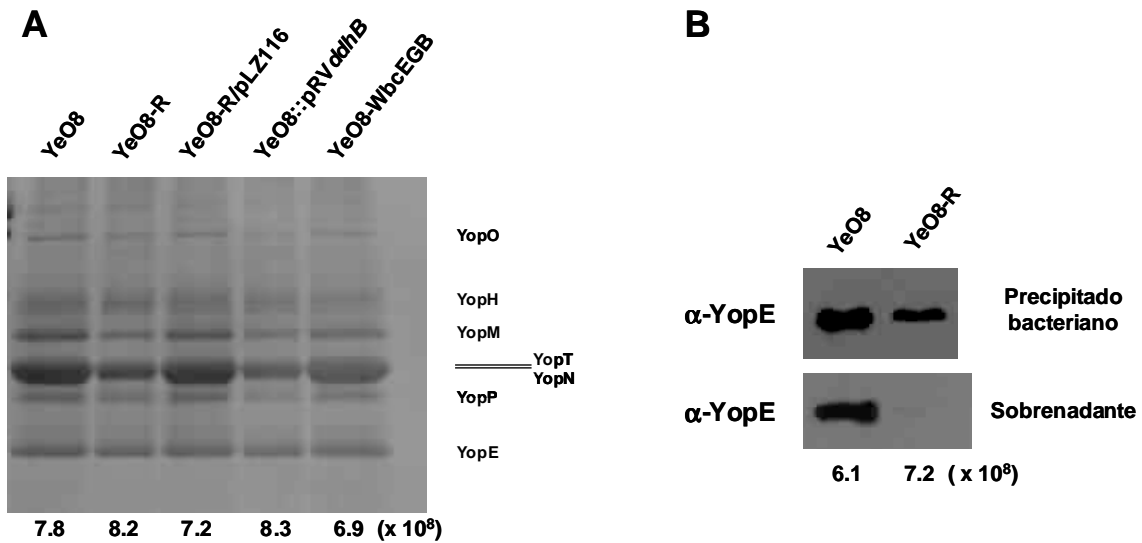 A
YeO8
YeO8-R
YeO8-R/pLZ116
YeO8::pRVddhB
YeO8-WbcEGB
YopO
YopH
YopM
YopT
YopN
YopP
YopE
7.8 8.2 7.2 8.3 6.9 (x 10⁸)
B
YeO8
YeO8-R
α-YopE
Precipitado
bacteriano
α-YopE
Sobrenadante
6.1 7.2 ( x 10⁸)